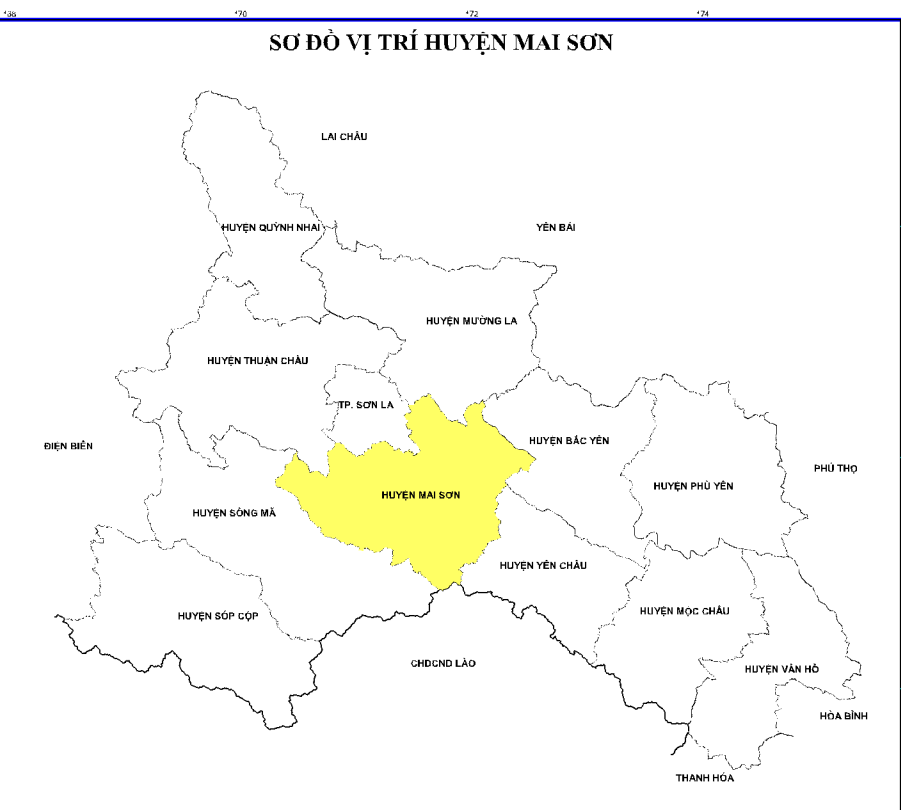 *38
*70
*72
*74
SƠ ĐỒ VỊ TRÍ HUYỆN MAI SƠN
LAI CHÂU
HUYỆN QUỲNH NHAI
YÊN BÁI
HUYỆN MƯỜNG LA
HUYỆN THUẬN CHÂU
TP. SƠN LA
HUYỆN BẮC YÊN
ĐIỆN BIÊN
PHÚ THỌ
HUYỆN PHÙ YÊN
HUYỆN MAI SƠN
HUYỆN SÔNG MÃ
HUYỆN YÊN CHÂU
HUYỆN SỐP CỘP
HUYỆN MỘC CHÂU
CHDCND LÀO
HUYỆN VÂN HỒ
HÒA BÌNH
THANH HÓA